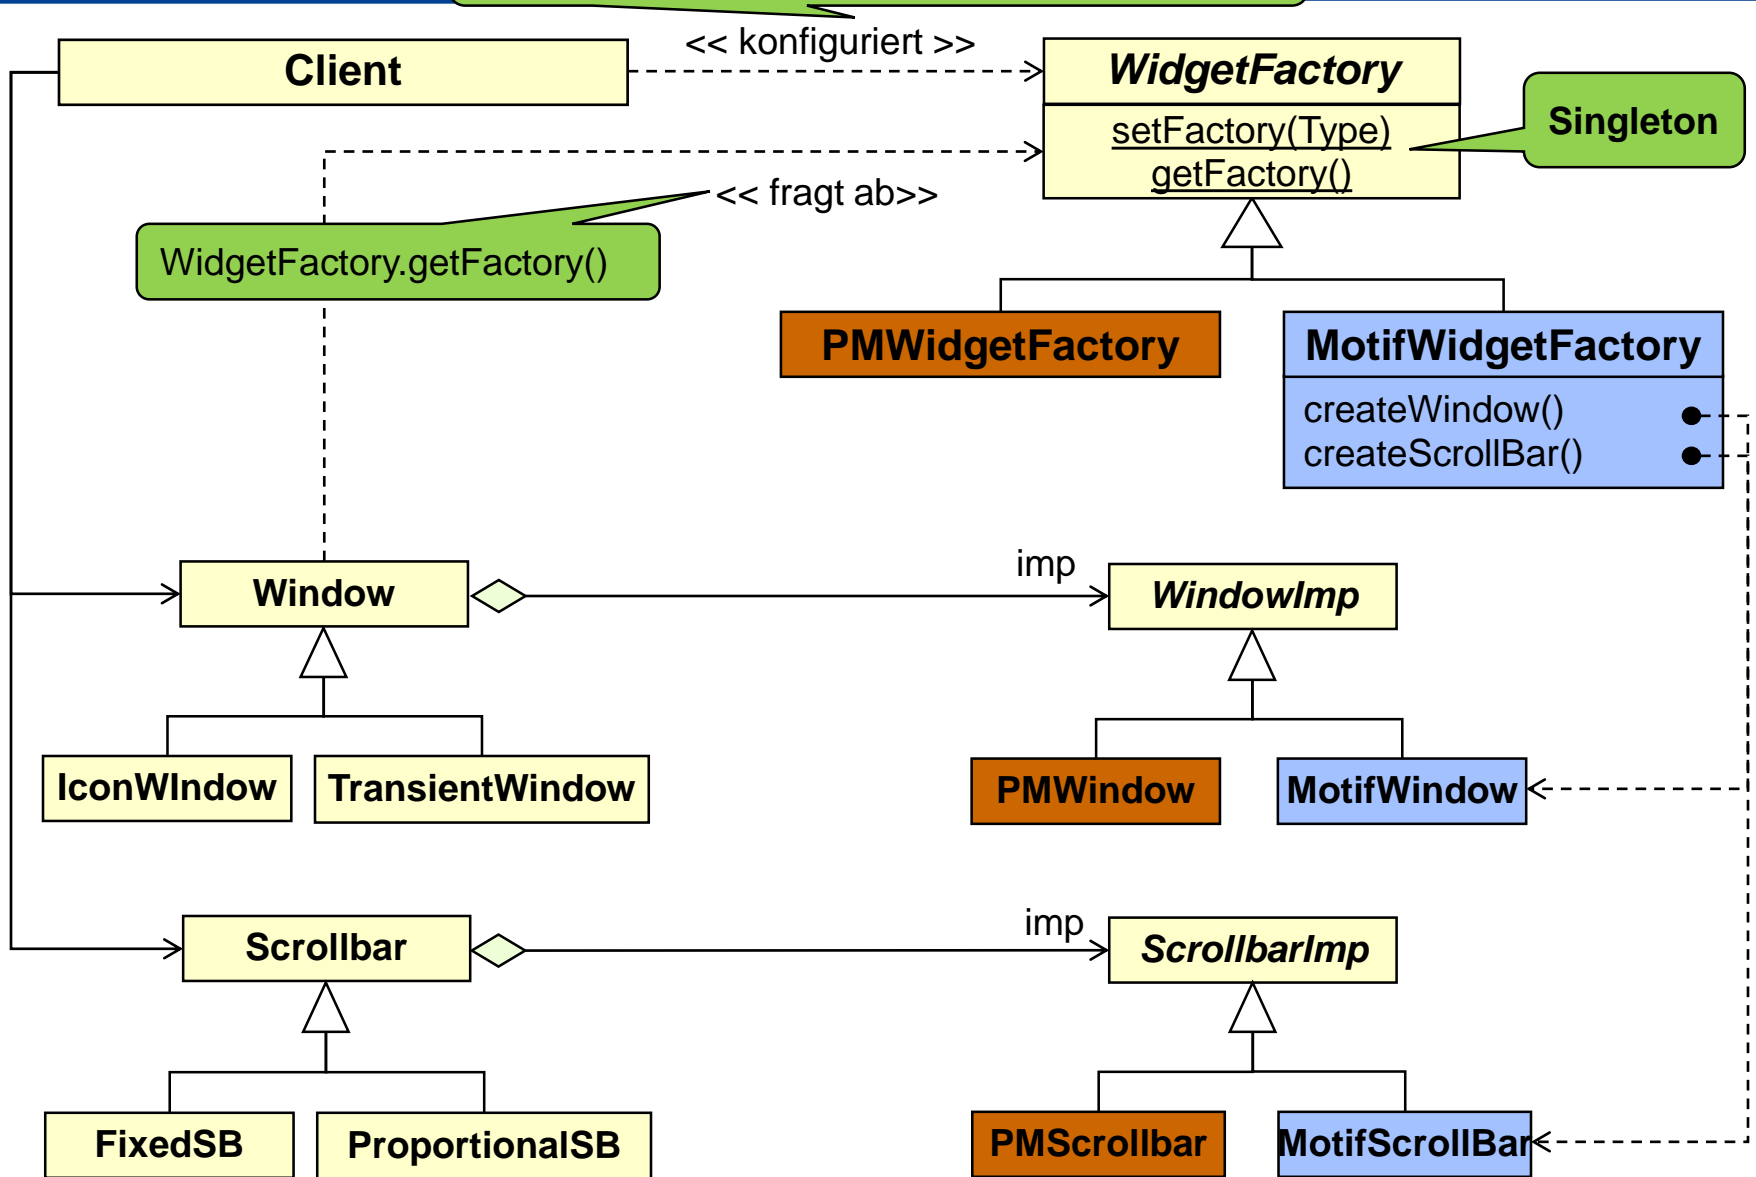 << konfiguriert >>
Client
WidgetFactory
setFactory(Type)
getFactory()
Singleton
<< fragt ab>>
WidgetFactory.getFactory()
PMWidgetFactory
MotifWidgetFactory
createWindow()
createScrollBar()
Window
imp
WindowImp
IconWIndow
TransientWindow
PMWindow
MotifWindow
Scrollbar
imp
ScrollbarImp
FixedSB
ProportionalSB
PMScrollbar
MotifScrollBar